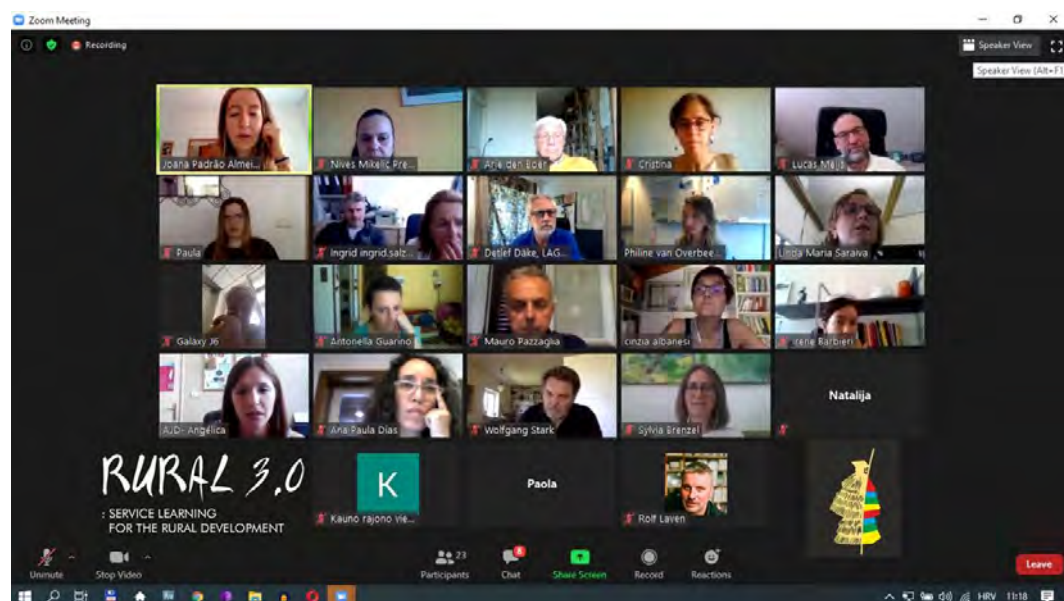 Zoom Meeting
Recording
Speaker View
Speaker View (Alt+F1
Joana Padrão Almei...
Nives Mikelic Pre...
Arie den Boer
Cristina
Lucas Meijs
Paula
Ingrid ingrid.salz...
Detlef Däke, LAG...
Philine van Overbee...
Linda Maria Saraiva
Galaxy J6
Antonella Guarino
Mauro Pazzaglia
cinzia albanesi
Irene Barbieri
AJD- Angélica
Ana Paula Dias
Wolfgang Stark
Sylvia Brenzel
Natalija
RURAL 3.0
: SERVICE LEARNING
FOR THE RURAL DEVELOPMENT
K
Kauno rajono vie...
Paola
Rolf Laven
Unmute
Stop Video
23
Participants
8
Chat
Share Screen
Record
Reactions
Leave
HRV
11:18